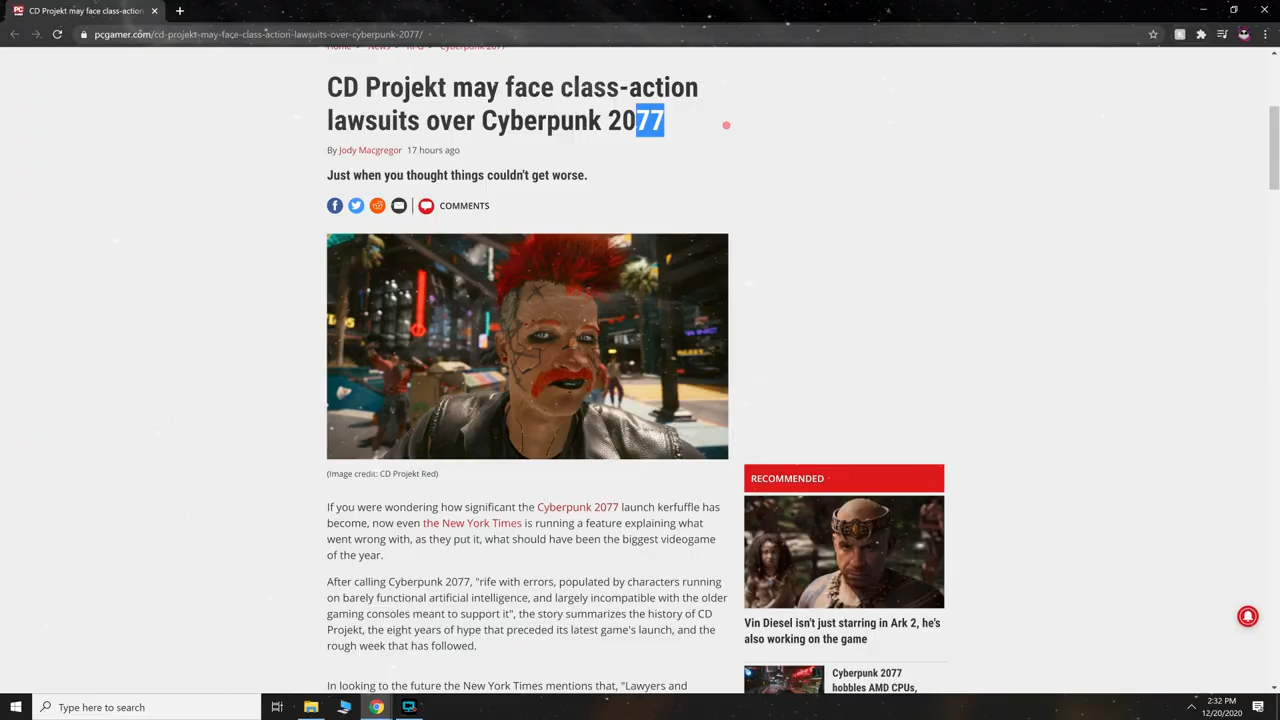 CD Projekt may face class-action
pcgamer.com/cd-projekt-may-face-class-action-lawsuits-over-cyberpunk-2077/
Home News RPG Cyberpunk 2077
CD Projekt may face class-action
lawsuits over Cyberpunk 2077
By Jody Macgregor 17 hours ago
Just when you thought things couldn't get worse.
COMMENTS
(Image credit: CD Projekt Red)
If you were wondering how significant the Cyberpunk 2077 launch kerfuffle has
become, now even the New York Times is running a feature explaining what
went wrong with, as they put it, what should have been the biggest videogame
of the year.
After calling Cyberpunk 2077, "rife with errors, populated by characters running
on barely functional artificial intelligence, and largely incompatible with the older
gaming consoles meant to support it", the story summarizes the history of CD
Projekt, the eight years of hype that preceded its latest game's launch, and the
rough week that has followed.
In looking to the future the New York Times mentions that, "Lawyers and
RECOMMENDED
Vin Diesel isn't just starring in Ark 2, he's
also working on the game
Cyberpunk 2077
hobbles AMD CPUs,
Type here to search
2:32 PM
12/20/2020